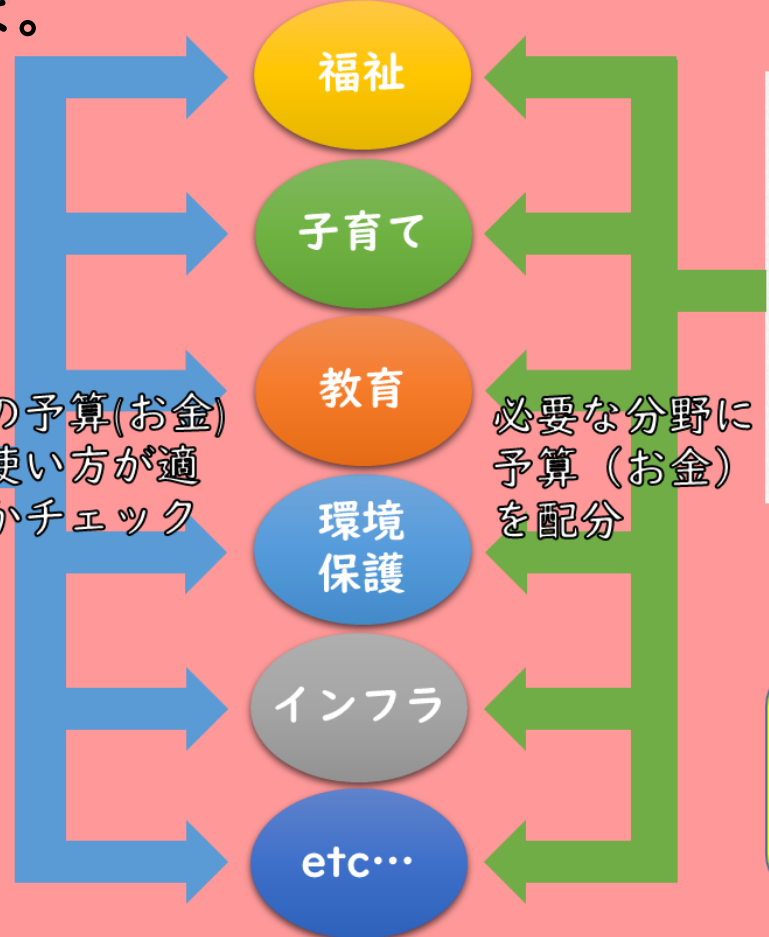 は。
福祉
子育て
教育
の予算(お金)
使い方が適
かチェック
必要な分野に
予算（お金）
を配分
環境
保護
インフラ
etc…